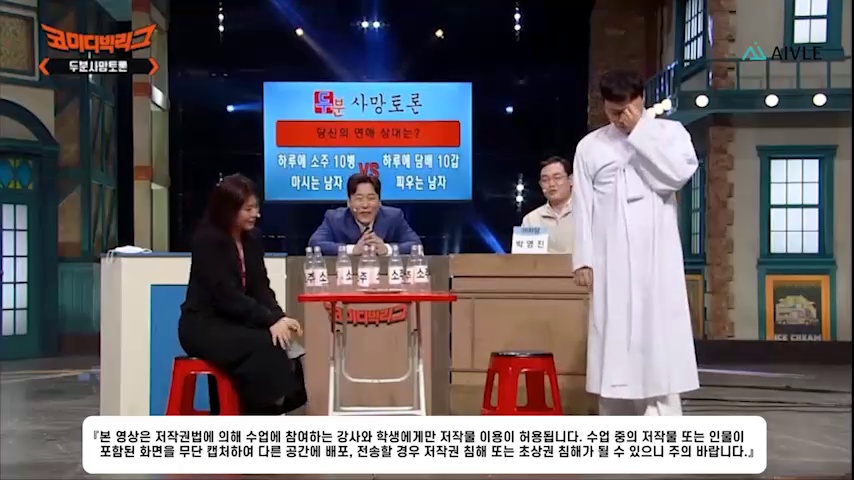 코미디빅리그
두분사망토론
AIVLE
두분 사망토론
당신의 연애 상대는?
하루에 소주 10병
마시는 남자
VS
하루에 담배 10갑
피우는 남자
박영진
주 소 주 소 주
코미디빅리그
ICE CREAM
『본 영상은 저작권법에 의해 수업에 참여하는 강사와 학생에게만 저작물 이용이 허용됩니다. 수업 중의 저작물 또는 인물이
포함된 화면을 무단 캡처하여 다른 공간에 배포, 전송할 경우 저작권 침해 또는 초상권 침해가 될 수 있으니 주의 바랍니다.』